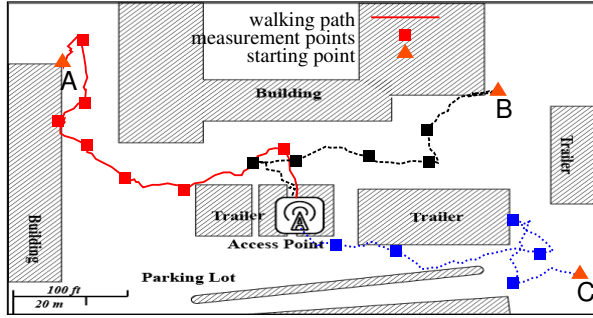 walking path
measurement points
starting point
A
Building
B
Trailer
Building
Trailer
Trailer
Access Point
Parking Lot
C
100 ft
20 m